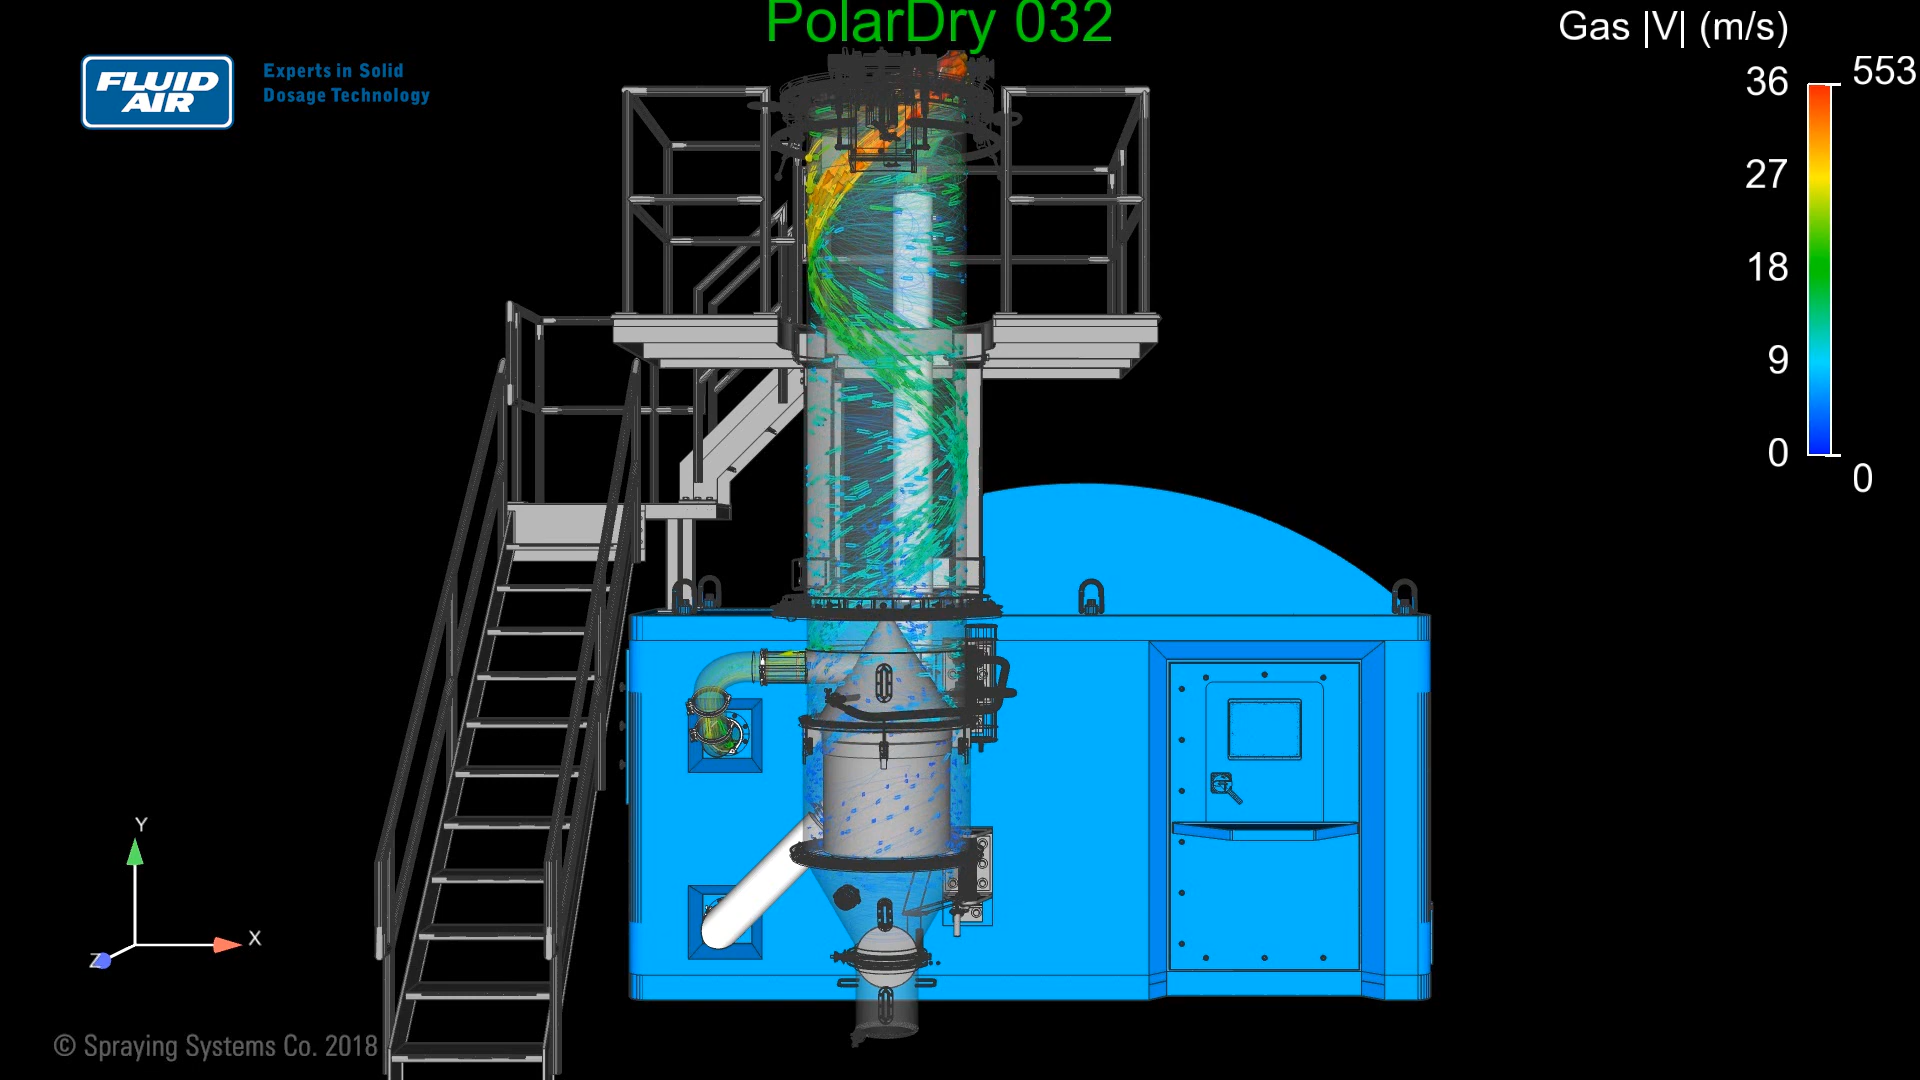 PolarDry 032
Gas |V| (m/s)
FLUID
AIR
Experts in Solid
Dosage Technology
36
553
27
18
9
0
0
Y
X
Z
© Spraying Systems Co. 2018